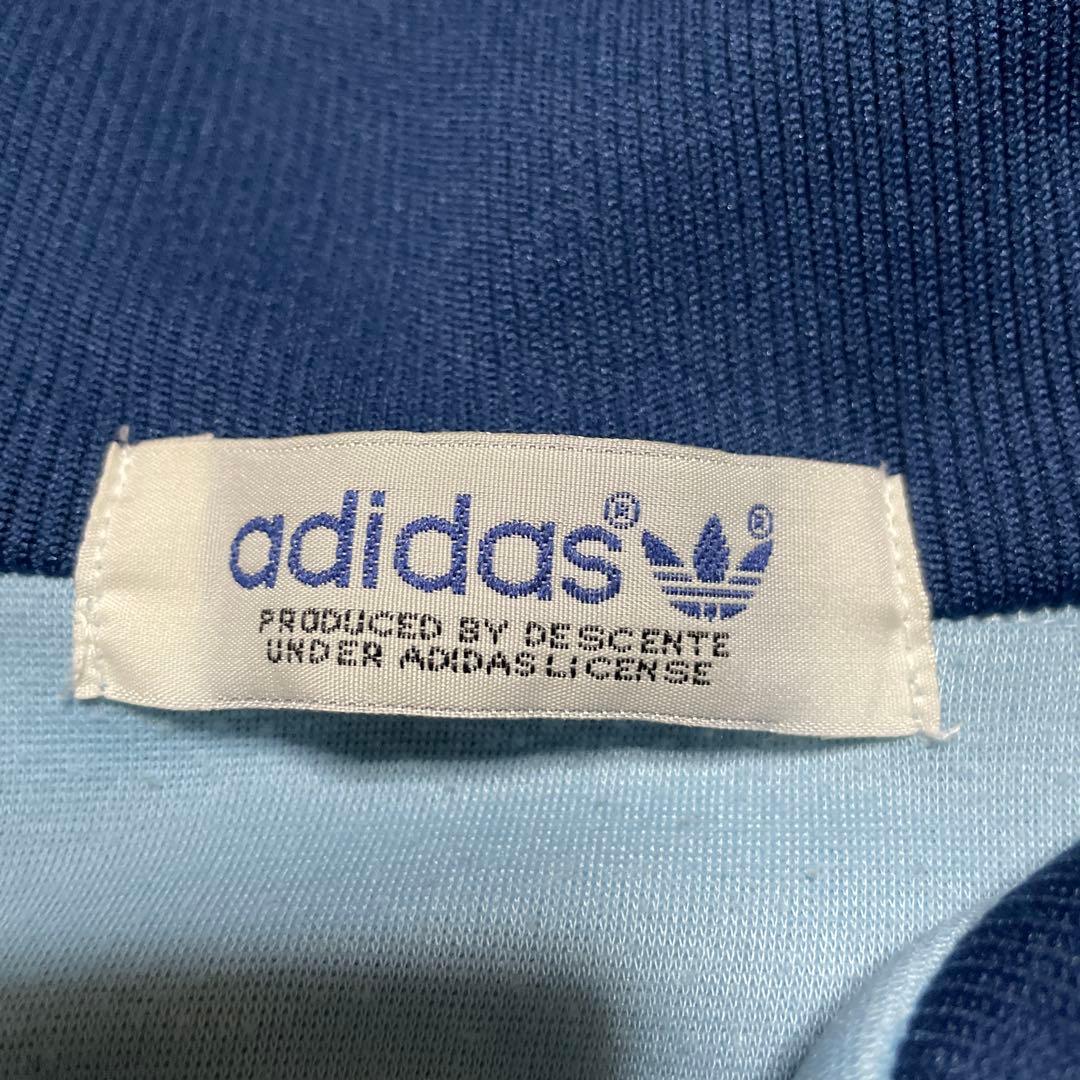 adidas® ®
PRODUCED BY DESCENTE
UNDER ADIDAS LICENSE